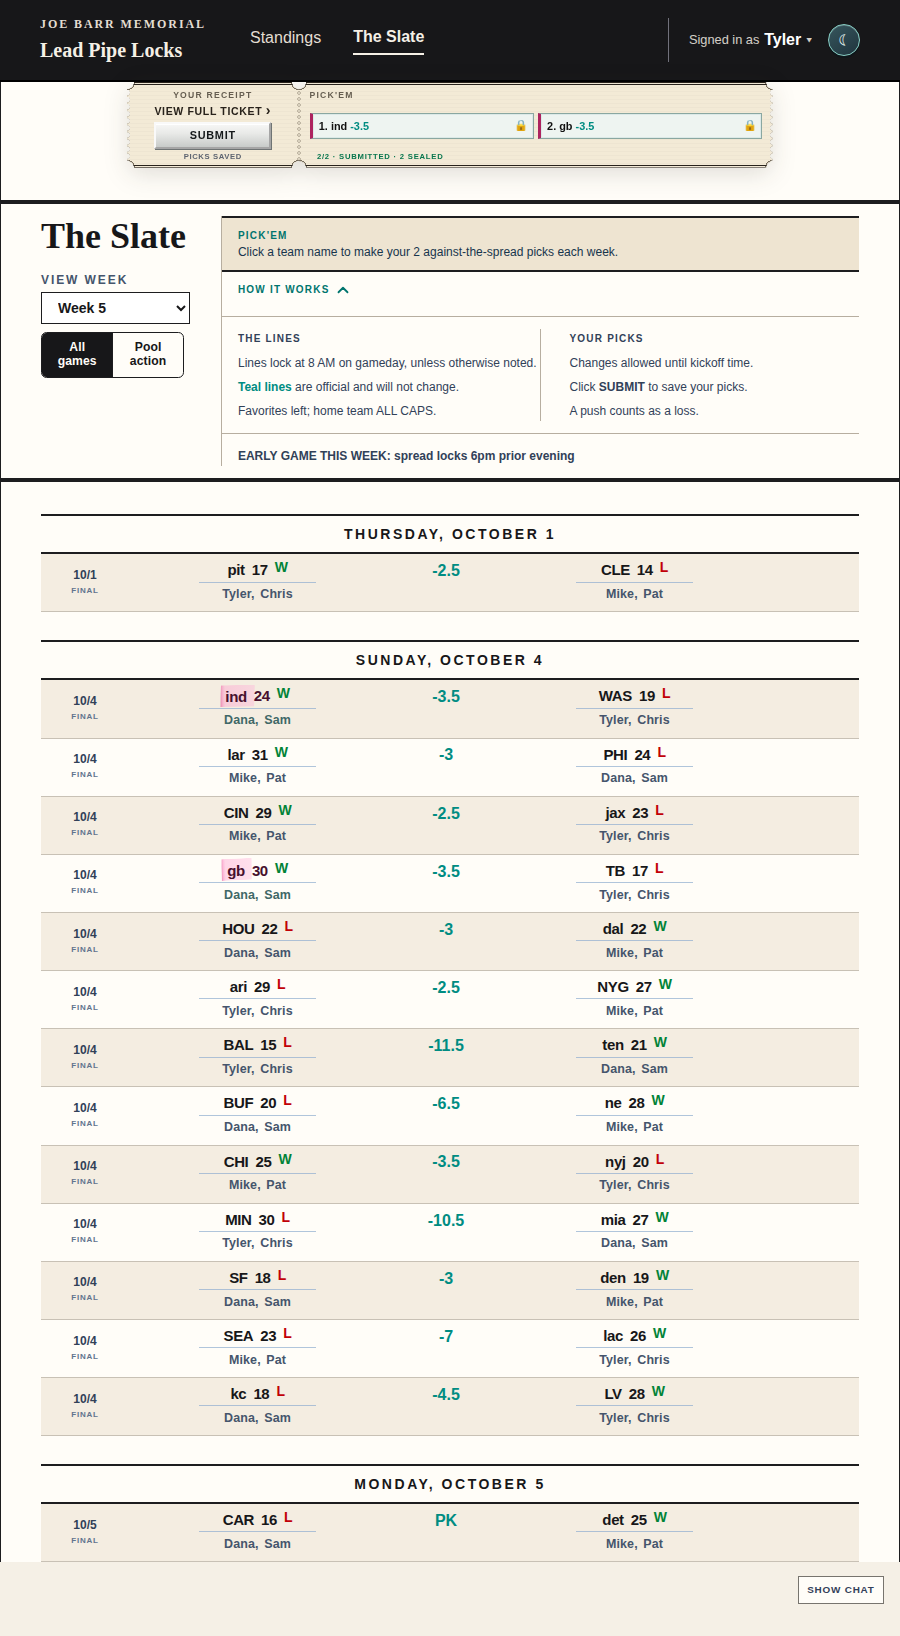 JOE BARR MEMORIAL
Lead Pipe Locks
Standings
The Slate
Signed in as Tyler ▾
YOUR RECEIPT
VIEW FULL TICKET ›
SUBMIT
PICKS SAVED
PICK'EM
1. ind -3.5
2. gb -3.5
2/2 · SUBMITTED · 2 SEALED
The Slate
VIEW WEEK
Week 5
All games
Pool action
PICK'EM
Click a team name to make your 2 against-the-spread picks each week.
HOW IT WORKS
THE LINES
Lines lock at 8 AM on gameday, unless otherwise noted.
Teal lines are official and will not change.
Favorites left; home team ALL CAPS.
YOUR PICKS
Changes allowed until kickoff time.
Click SUBMIT to save your picks.
A push counts as a loss.
EARLY GAME THIS WEEK: spread locks 6pm prior evening
THURSDAY, OCTOBER 1
10/1 pit 17 W -2.5 CLE 14 L
FINAL Tyler, Chris Mike, Pat
SUNDAY, OCTOBER 4
10/4 ind 24 W -3.5 WAS 19 L
FINAL Dana, Sam Tyler, Chris
10/4 lar 31 W -3 PHI 24 L
FINAL Mike, Pat Dana, Sam
10/4 CIN 29 W -2.5 jax 23 L
FINAL Mike, Pat Tyler, Chris
10/4 gb 30 W -3.5 TB 17 L
FINAL Dana, Sam Tyler, Chris
10/4 HOU 22 L -3 dal 22 W
FINAL Dana, Sam Mike, Pat
10/4 ari 29 L -2.5 NYG 27 W
FINAL Tyler, Chris Mike, Pat
10/4 BAL 15 L -11.5 ten 21 W
FINAL Tyler, Chris Dana, Sam
10/4 BUF 20 L -6.5 ne 28 W
FINAL Dana, Sam Mike, Pat
10/4 CHI 25 W -3.5 nyj 20 L
FINAL Mike, Pat Tyler, Chris
10/4 MIN 30 L -10.5 mia 27 W
FINAL Tyler, Chris Dana, Sam
10/4 SF 18 L -3 den 19 W
FINAL Dana, Sam Mike, Pat
10/4 SEA 23 L -7 lac 26 W
FINAL Mike, Pat Tyler, Chris
10/4 kc 18 L -4.5 LV 28 W
FINAL Dana, Sam Tyler, Chris
MONDAY, OCTOBER 5
10/5 CAR 16 L PK det 25 W
FINAL Dana, Sam Mike, Pat
SHOW CHAT